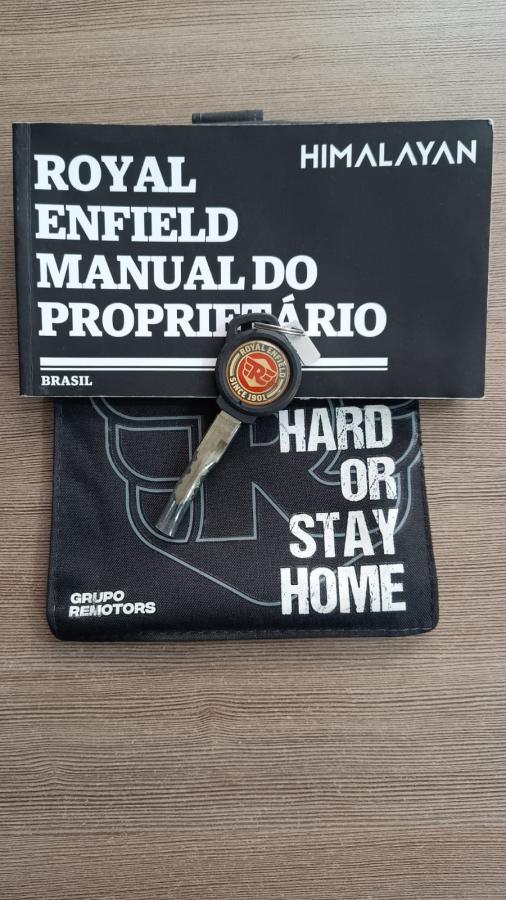 HIMALAYAN
ROYAL
ENFIELD
MANUAL DO
PROPRIETÁRIO
BRASIL
ROYAL ENFIELD
SINCE 1901
HARD
OR
STAY
HOME
GRUPO
REMOTORS